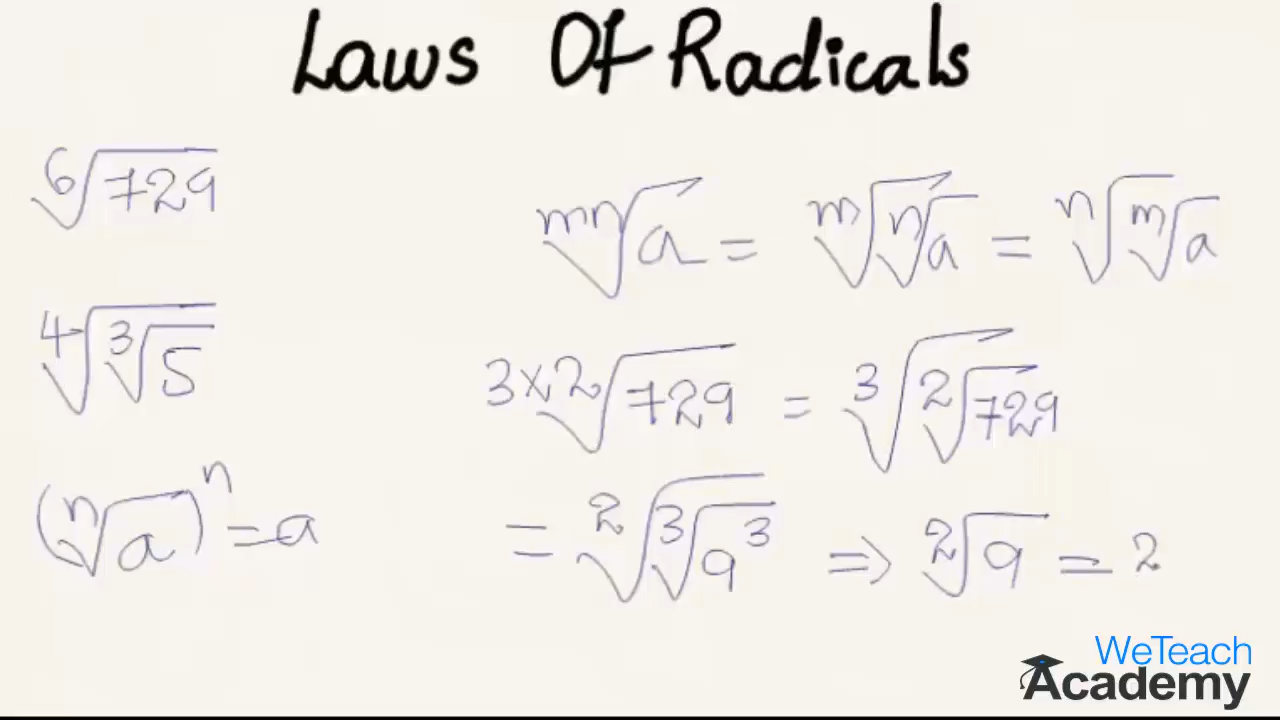 Laws Of Radicals
⁶√729
ᵐⁿ√a = ᵐ√(ⁿ√a) = ⁿ√(ᵐ√a)
⁴√(³√5)
³ˣ²√729 = ³√(²√729)
(ⁿ√a)ⁿ = a
= ²√(³√(9³)) ⇒ ²√9 = 2
WeTeach
Academy